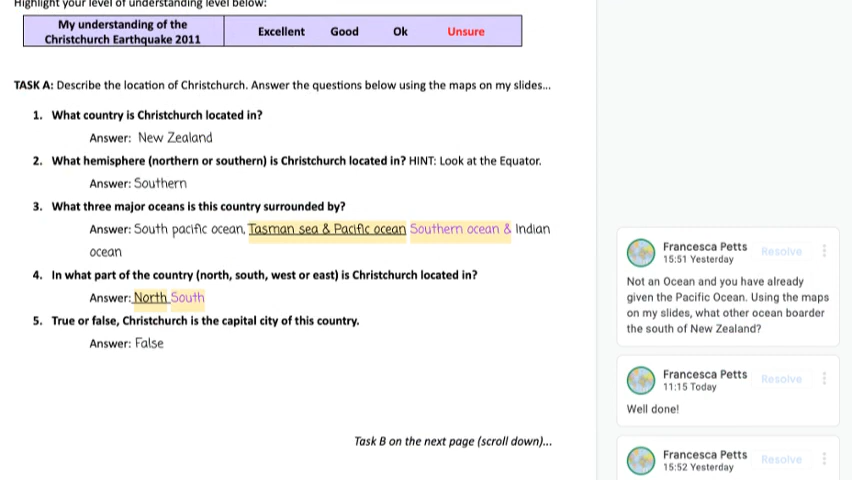 Highlight your level of understanding level below:
My understanding of the
Christchurch Earthquake 2011
Excellent Good Ok Unsure
TASK A: Describe the location of Christchurch. Answer the questions below using the maps on my slides...
1. What country is Christchurch located in?
Answer: New Zealand
2. What hemisphere (northern or southern) is Christchurch located in? HINT: Look at the Equator.
Answer: Southern
3. What three major oceans is this country surrounded by?
Answer: South pacific ocean, Tasman sea & Pacific ocean Southern ocean & Indian
ocean
4. In what part of the country (north, south, west or east) is Christchurch located in?
Answer: North South
5. True or false, Christchurch is the capital city of this country.
Answer: False
Task B on the next page (scroll down)...
Francesca Petts
15:51 Yesterday
Resolve
Not an Ocean and you have already
given the Pacific Ocean. Using the maps
on my slides, what other ocean boarder
the south of New Zealand?
Francesca Petts
11:15 Today
Resolve
Well done!
Francesca Petts
15:52 Yesterday
Resolve